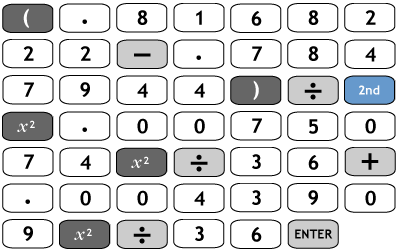 ( . 8 1 6 8 2
2 2 − . 7 8 4
7 9 4 4 ) ÷ 2nd
x² . 0 0 7 5 0
7 4 x² ÷ 3 6 +
. 0 0 4 3 9 0
9 x² ÷ 3 6 ENTER